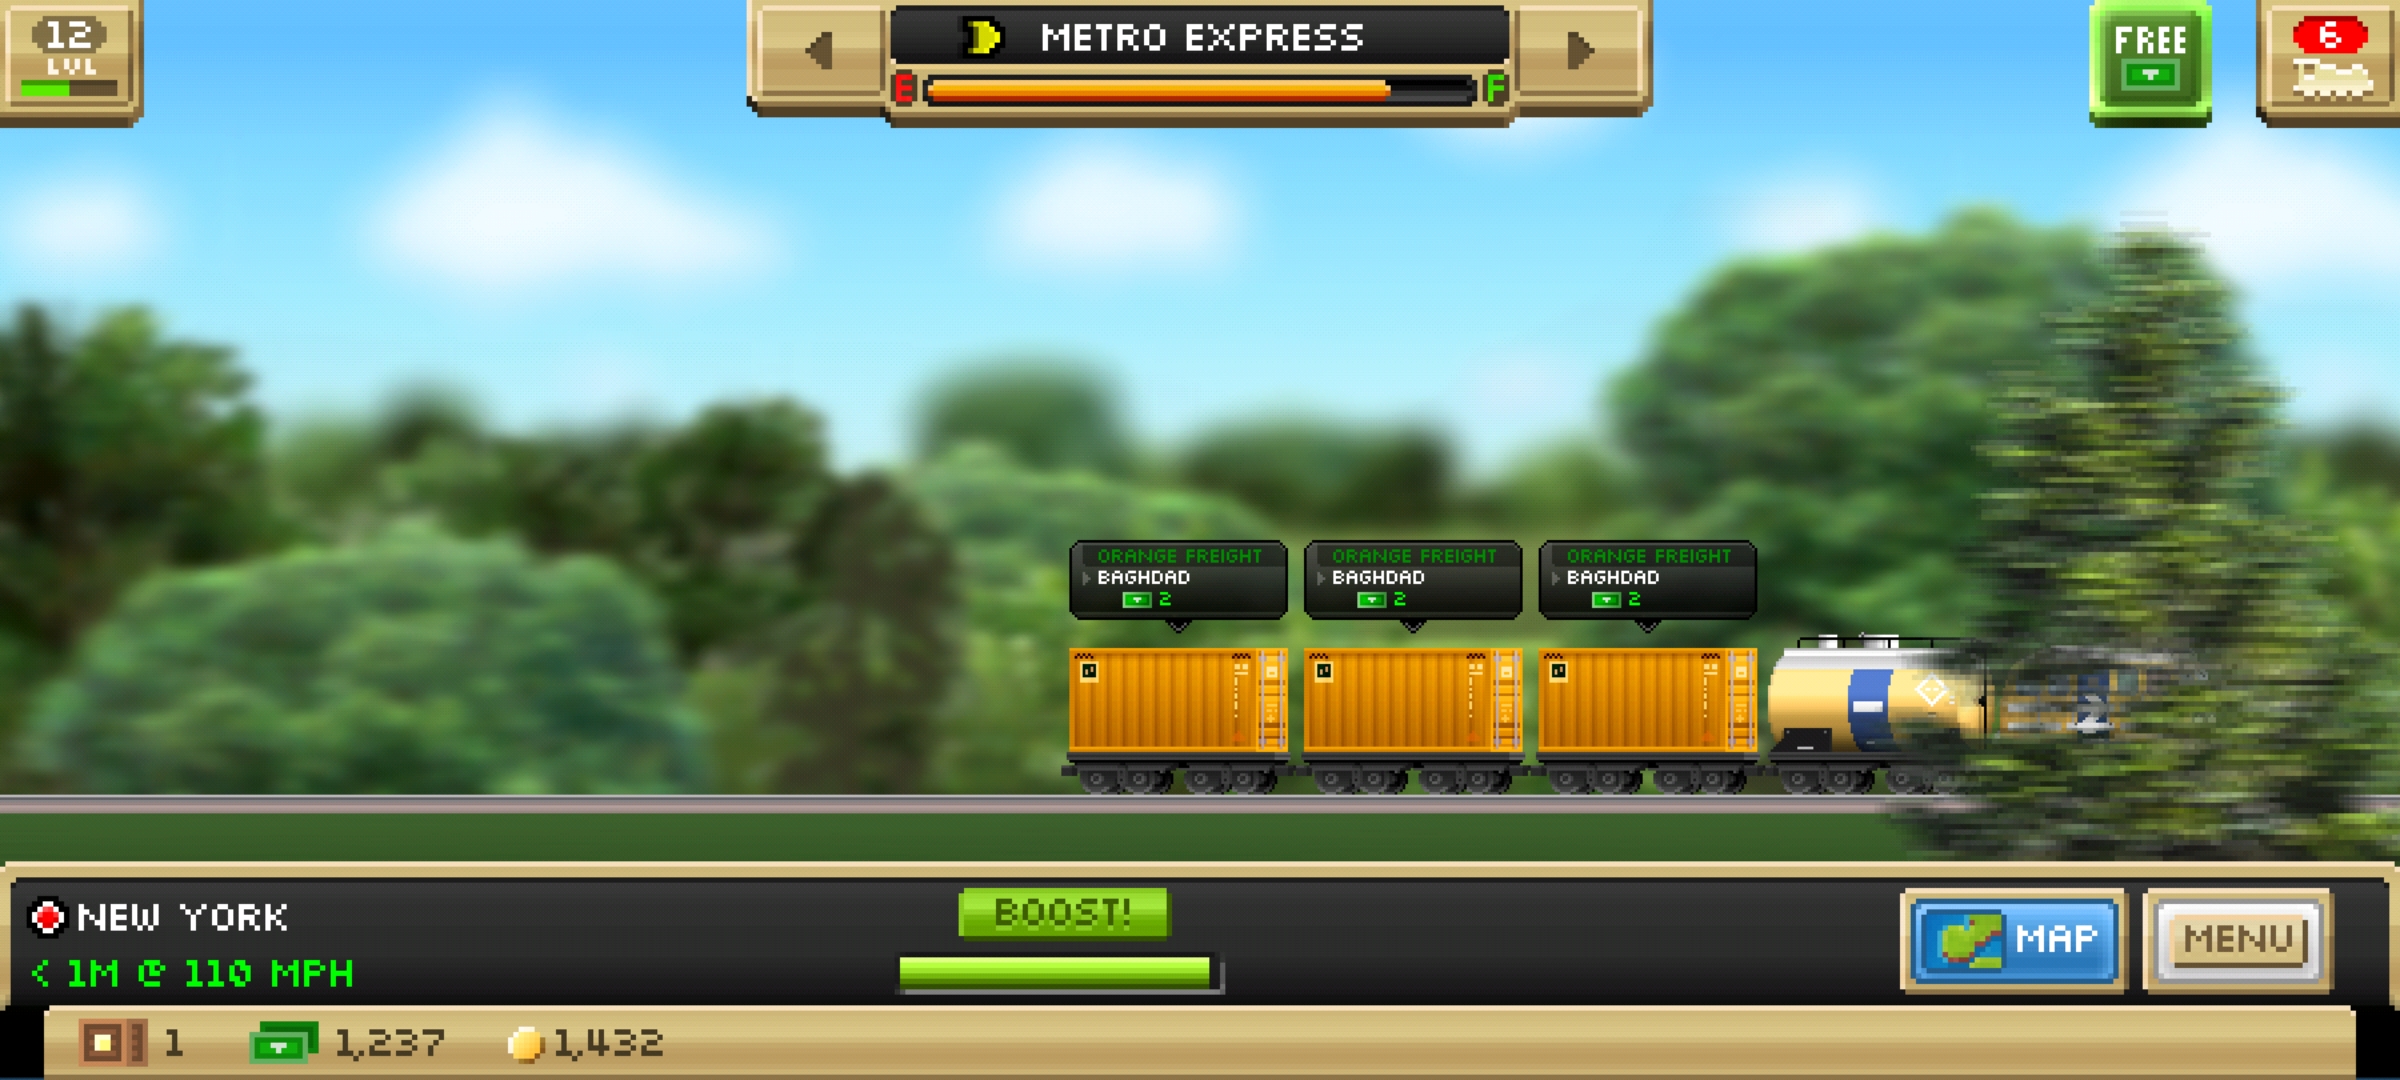 12
LVL
METRO EXPRESS
E
F
FREE
6
ORANGE FREIGHT
BAGHDAD
2
ORANGE FREIGHT
BAGHDAD
2
ORANGE FREIGHT
BAGHDAD
2
NEW YORK
< 1M @ 110 MPH
BOOST!
MAP
MENU
1
1,237
1,432